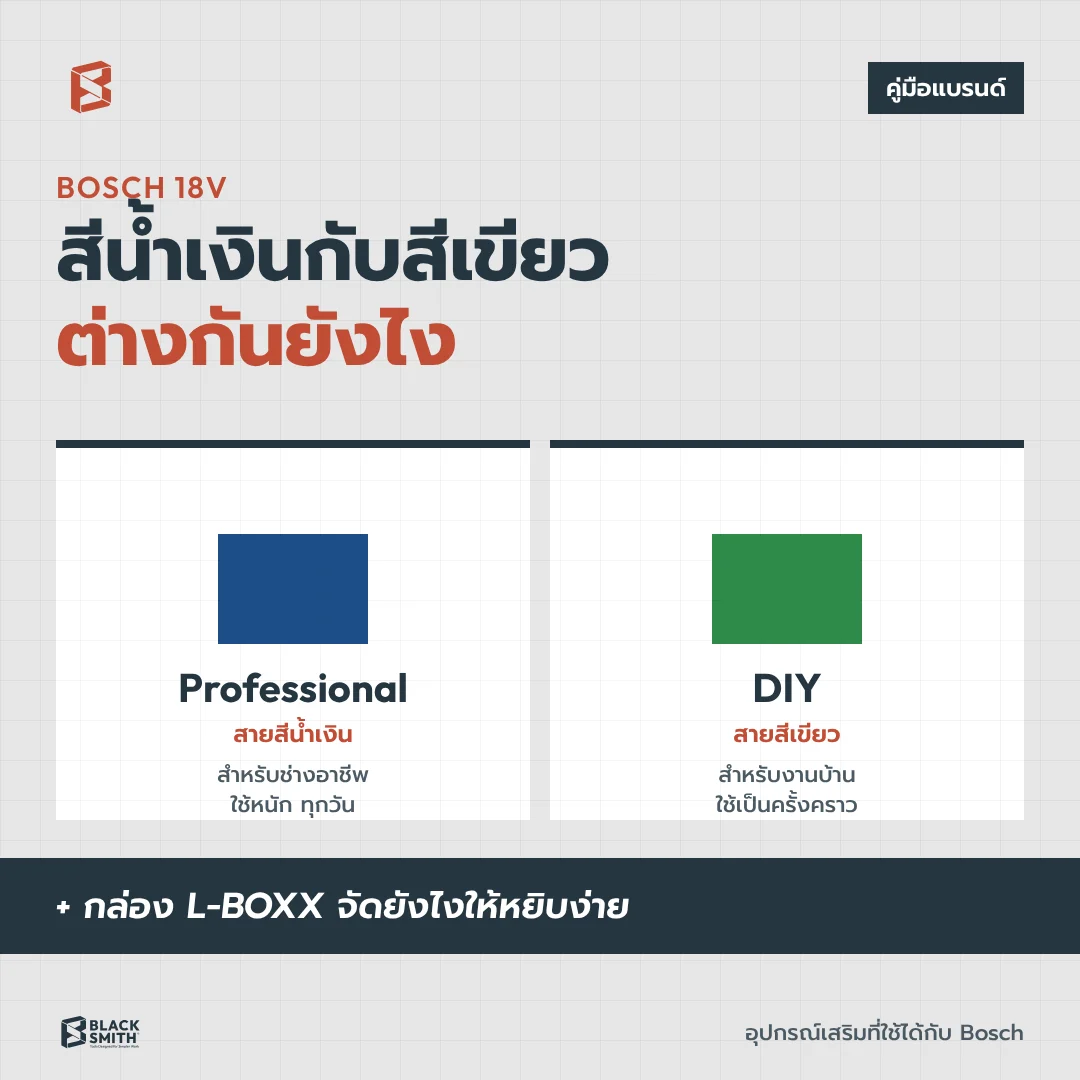 คู่มือแบรนด์
BOSCH 18V
สีน้ำเงินกับสีเขียว
ต่างกันยังไง
Professional
สายสีน้ำเงิน
สำหรับช่างอาชีพ
ใช้หนัก ทุกวัน
DIY
สายสีเขียว
สำหรับงานบ้าน
ใช้เป็นครั้งคราว
+ กล่อง L-BOXX จัดยังไงให้หยิบง่าย
BLACK
SMITH
อุปกรณ์เสริมที่ใช้ได้กับ Bosch